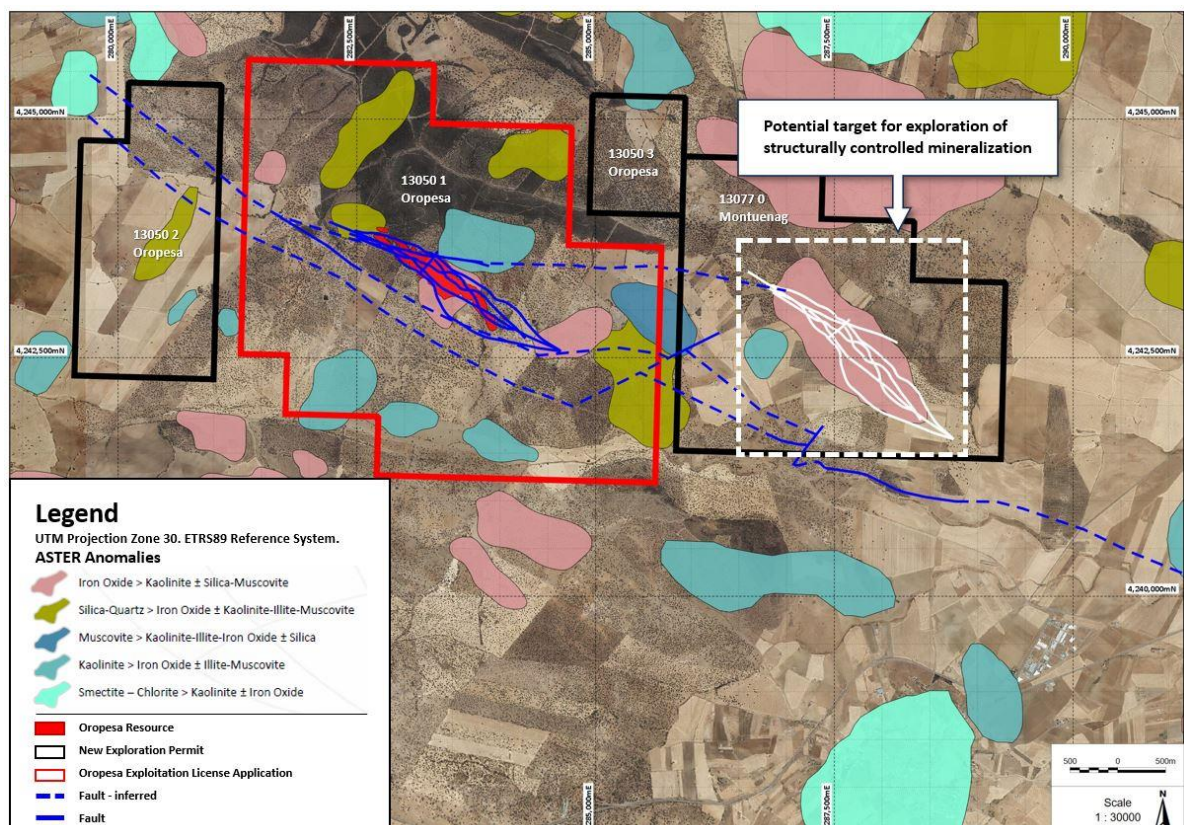 280,000mE
282,500mE
285,000mE
287,500mE
290,000mE
4,245,000mN
4,245,000mN
Potential target for exploration of
structurally controlled mineralization
13050 3
Oropesa
13050 1
Oropesa
13077 0
Montuenag
13050 2
Oropesa
4,242,500mN
4,242,500mN
Legend
UTM Projection Zone 30. ETRS89 Reference System.
ASTER Anomalies
Iron Oxide > Kaolinite ± Silica-Muscovite
Silica-Quartz > Iron Oxide ± Kaolinite-Illite-Muscovite
Muscovite > Kaolinite-Illite-Iron Oxide ± Silica
Kaolinite > Iron Oxide ± Illite-Muscovite
Smectite – Chlorite > Kaolinite ± Iron Oxide
Oropesa Resource
New Exploration Permit
Oropesa Exploitation License Application
Fault - inferred
Fault
4,240,000mN
285,000mE
287,500mE
500 0 500m
Scale
1 : 30000
N